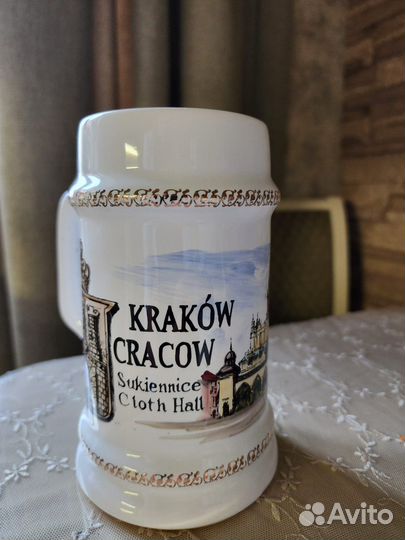 KRAKÓW
CRACOW
Sukiennice
Cloth Hall
Avito